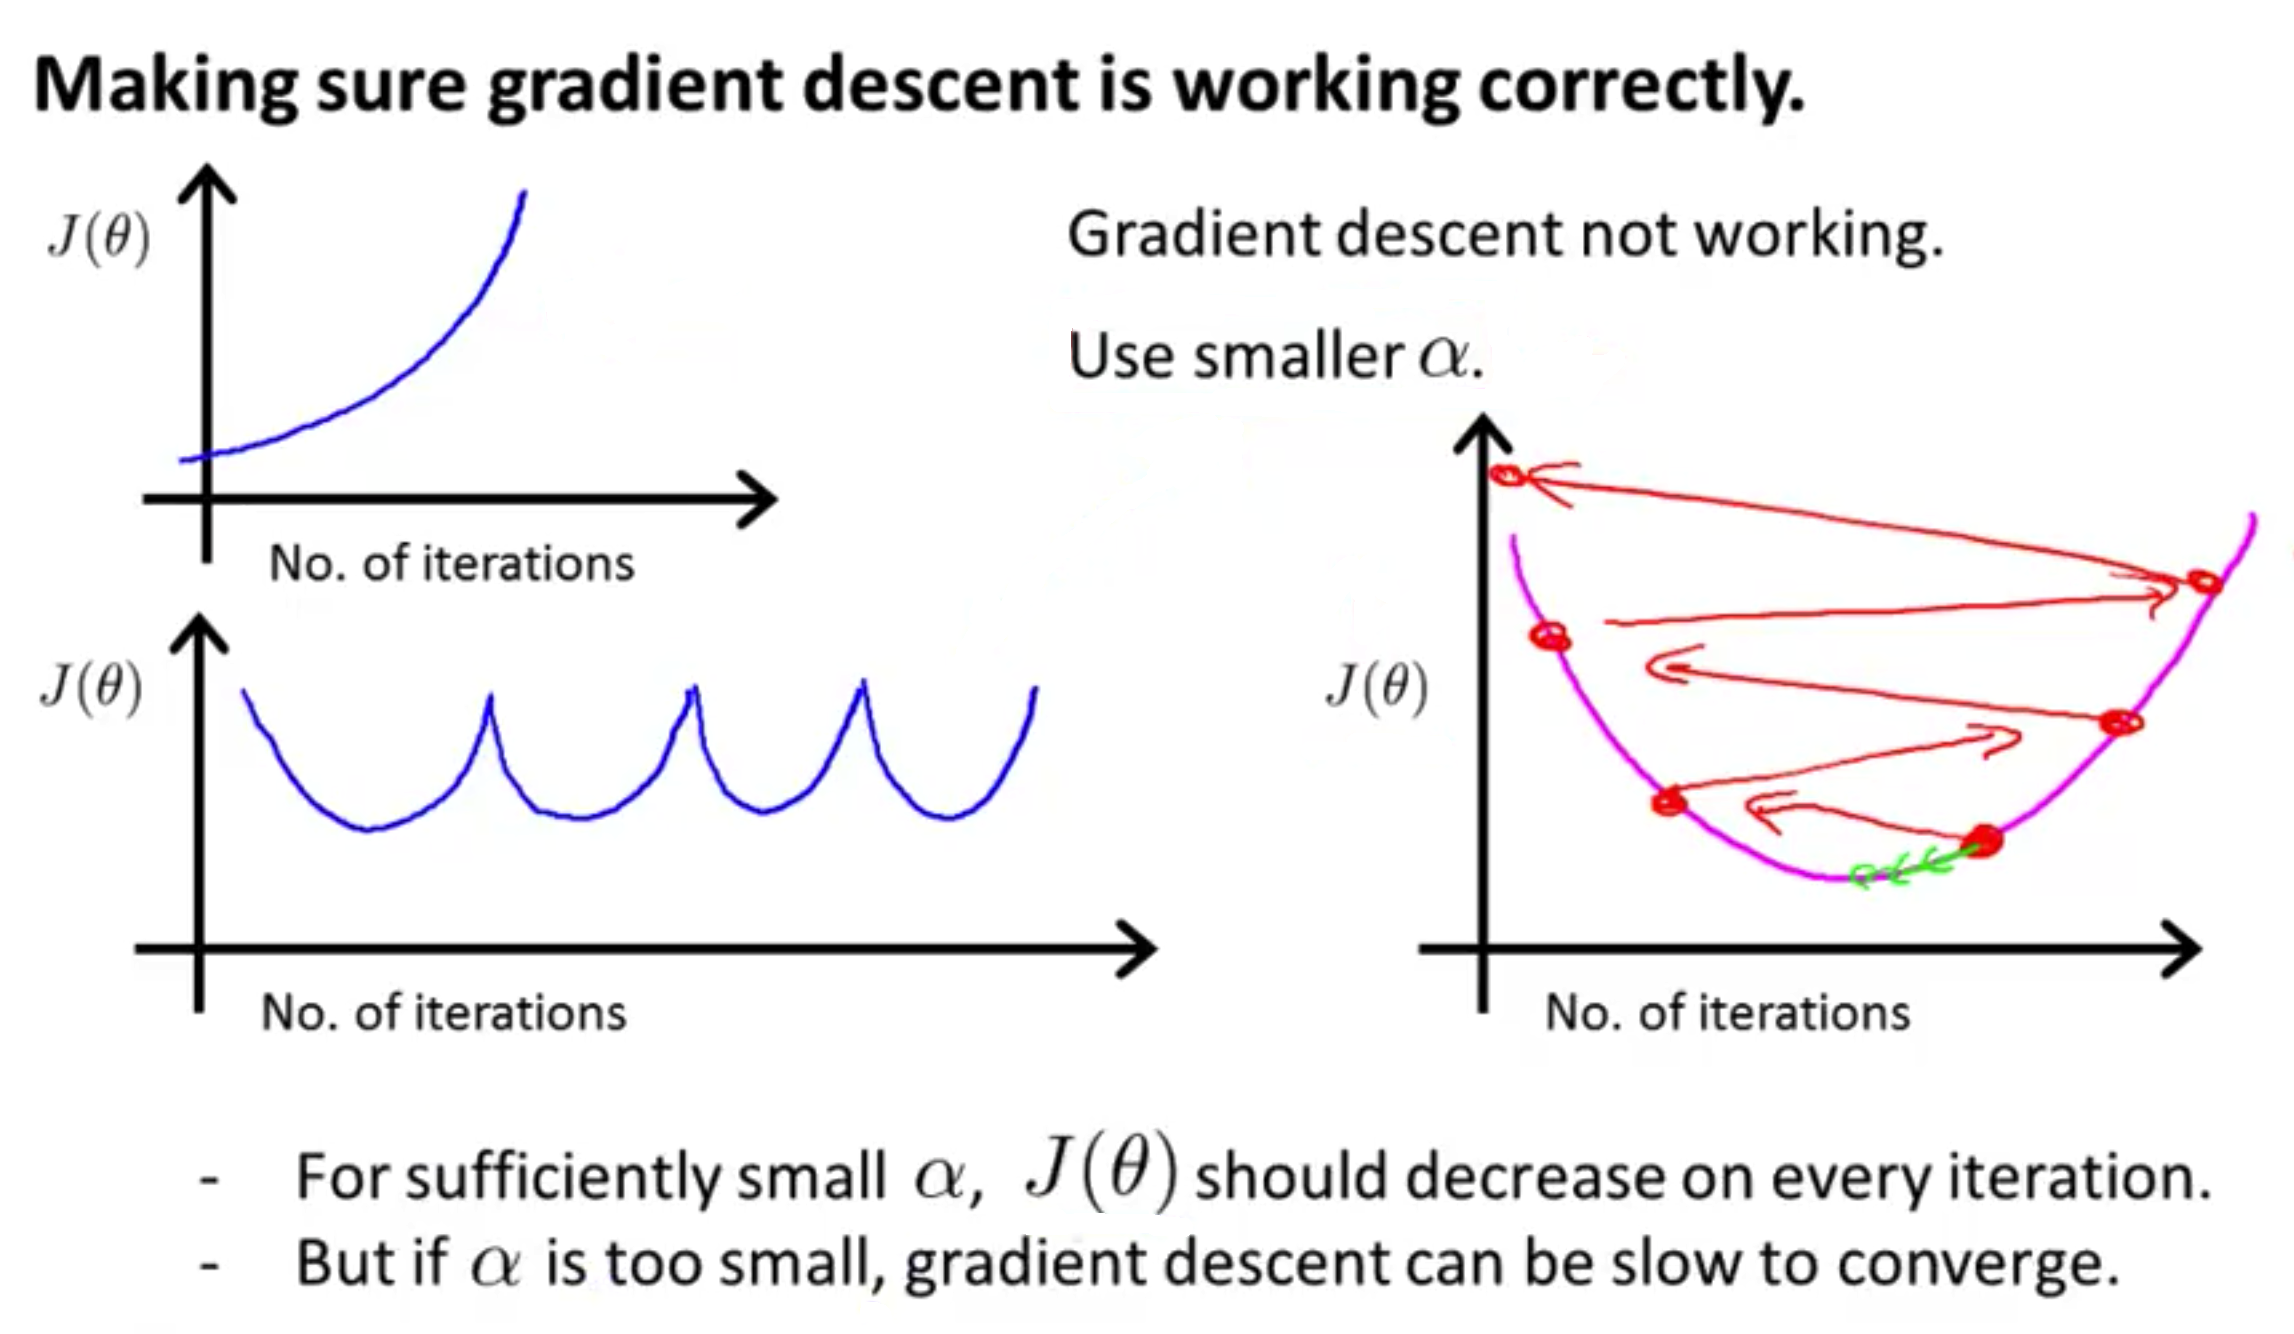 Making sure gradient descent is working correctly.
J(θ)
No. of iterations
Gradient descent not working.
Use smaller α.
J(θ)
No. of iterations
J(θ)
No. of iterations
- For sufficiently small α, J(θ) should decrease on every iteration.
- But if α is too small, gradient descent can be slow to converge.